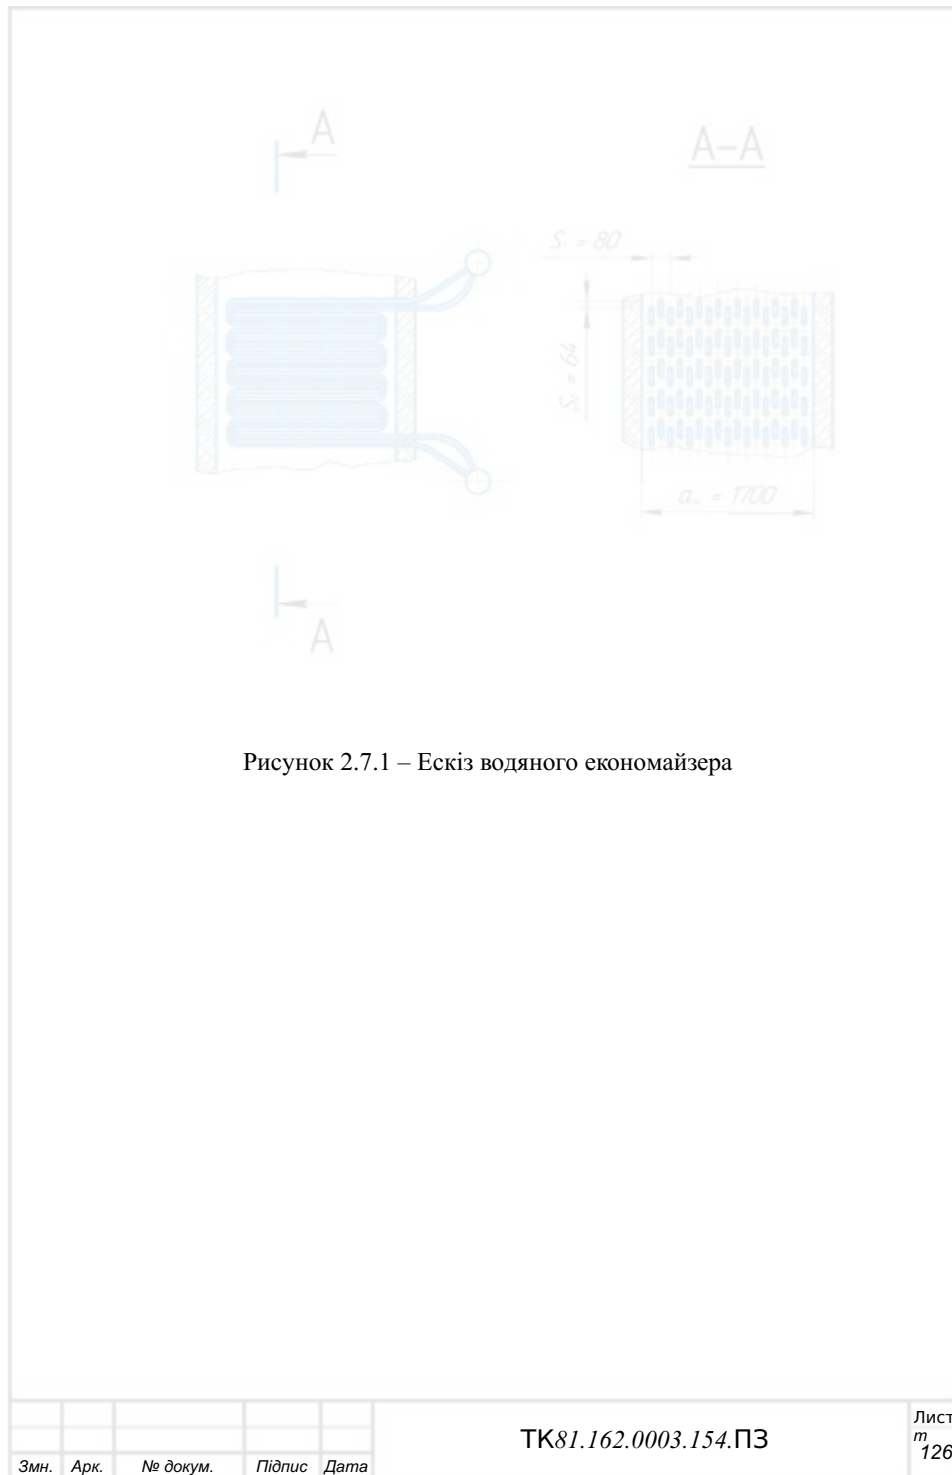 А
А–А
S₁ = 80
S₂ = 64
= 1700
А
Рисунок 2.7.1 – Ескіз водяного економайзера
ТК81.162.0003.154.ПЗ
Лист
т
126
Змн. Арк. № докум. Підпис Дата